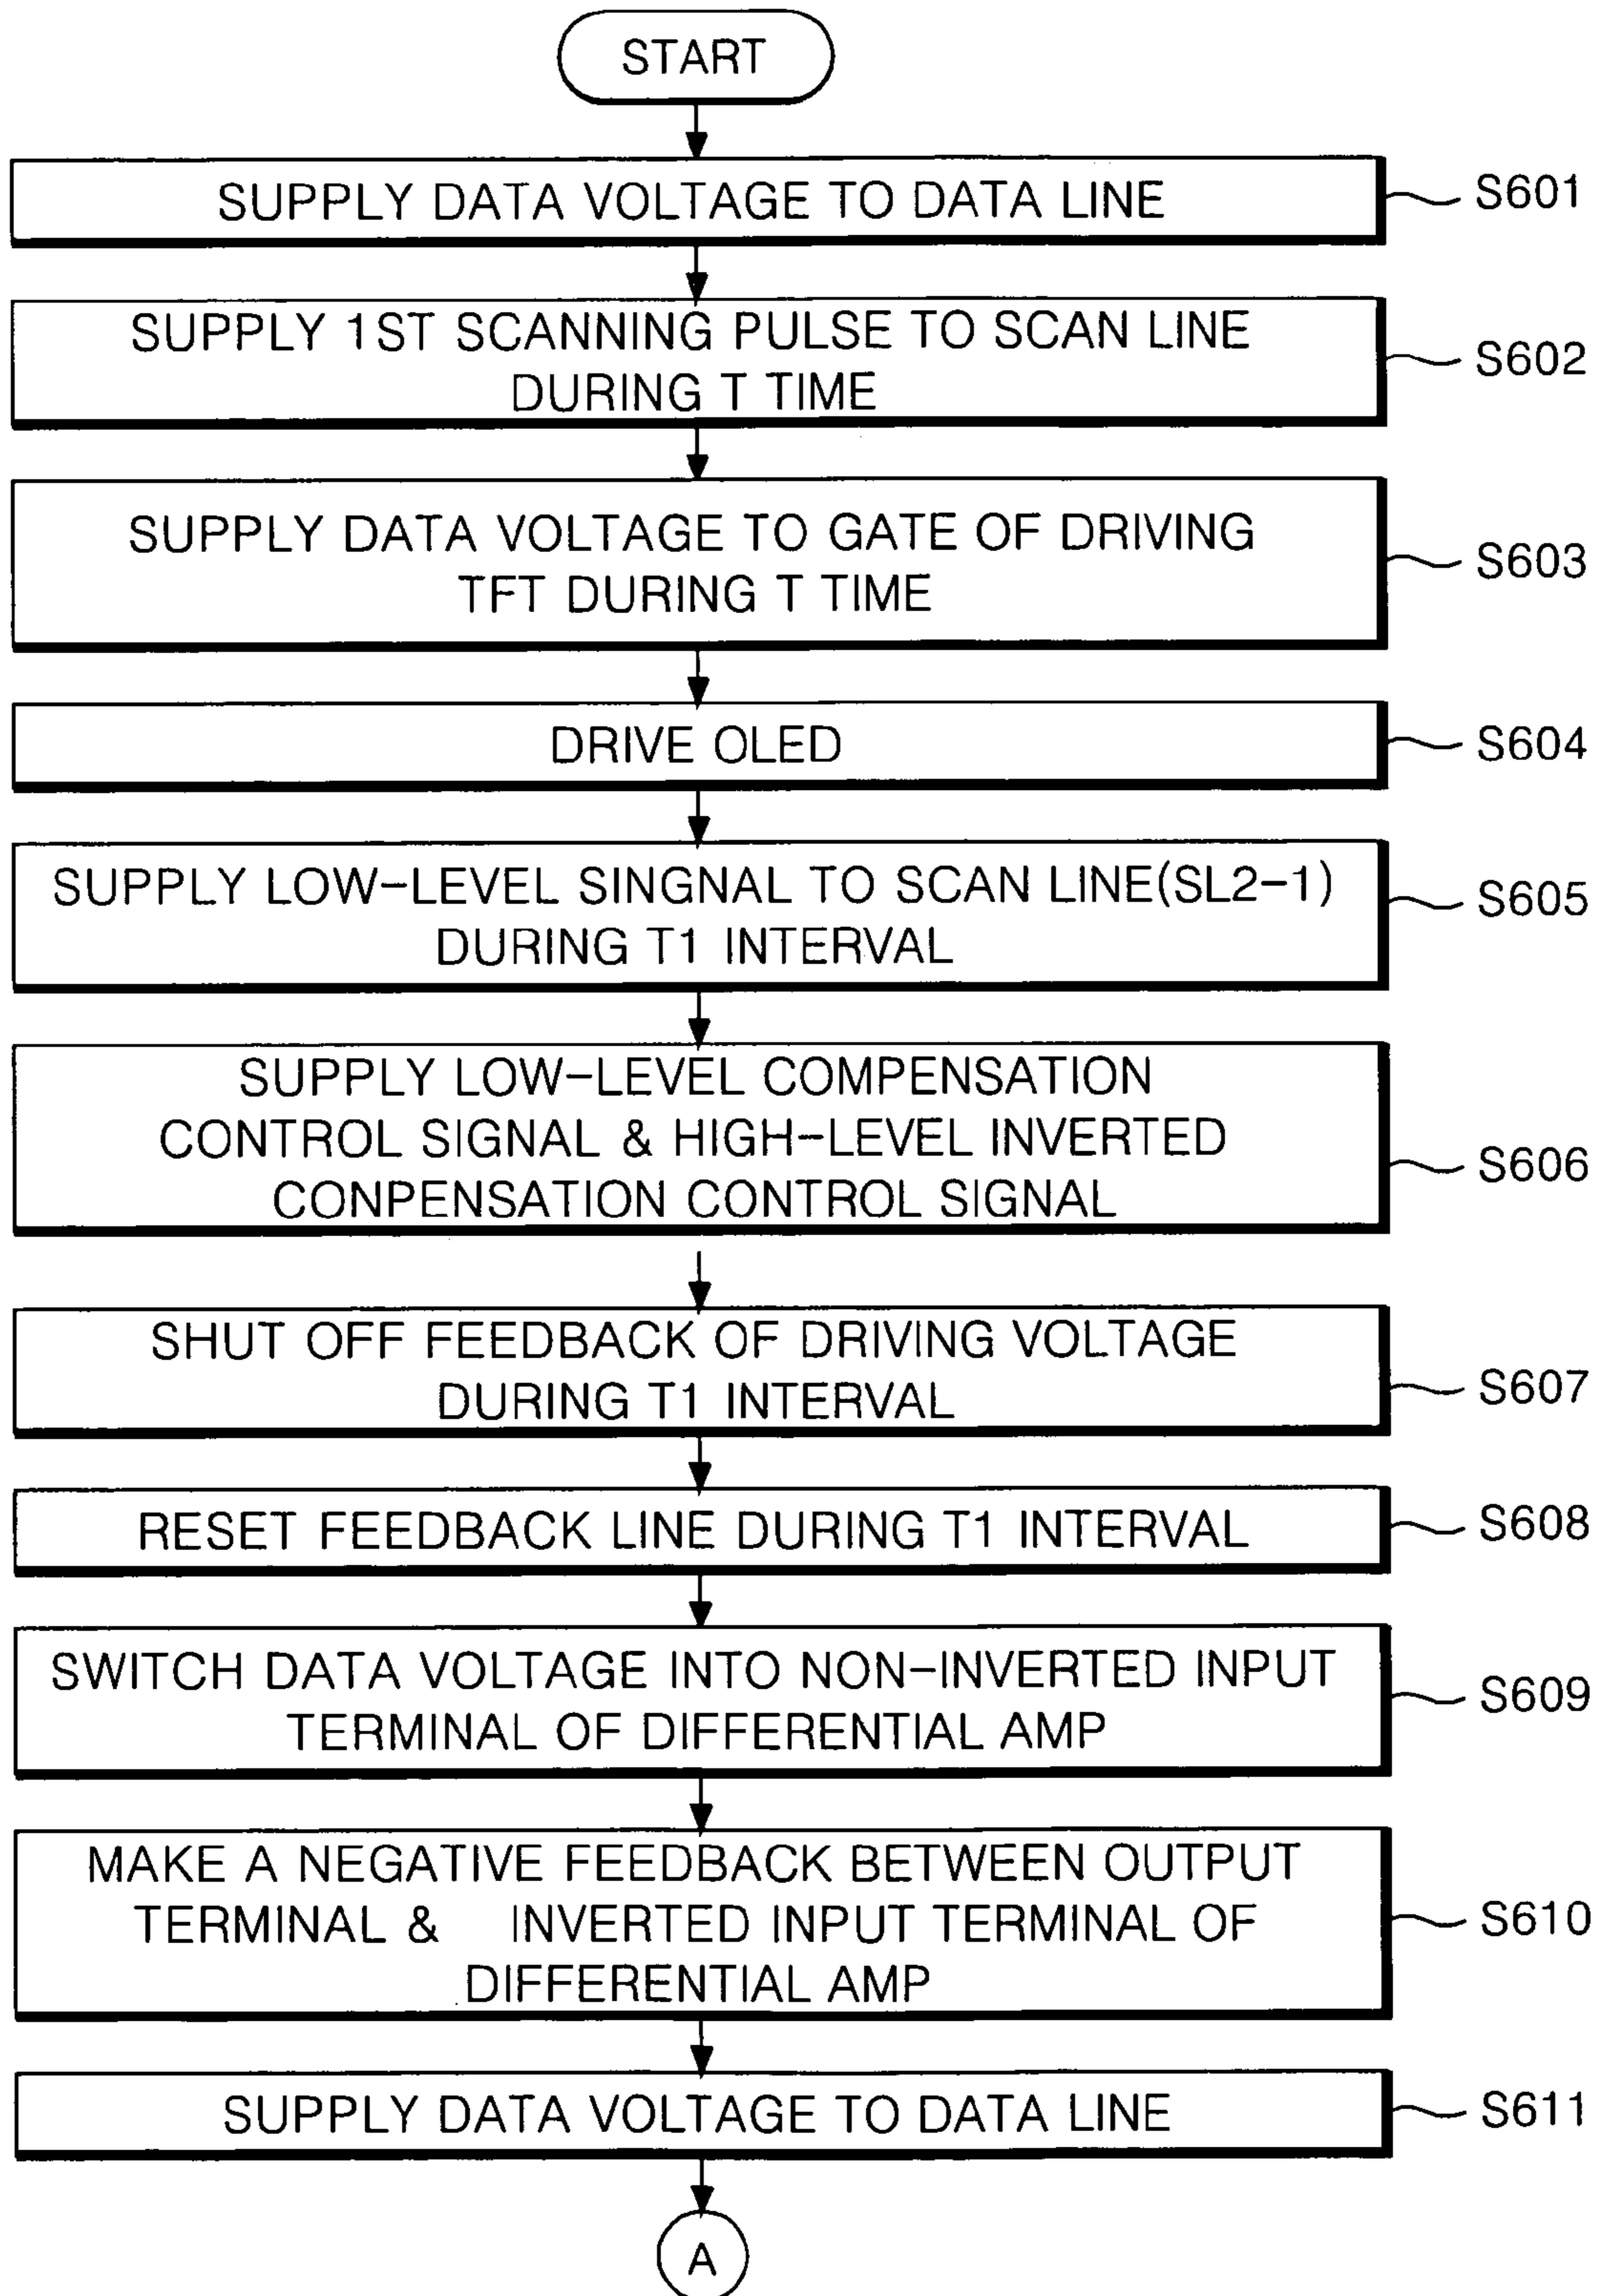 START
SUPPLY DATA VOLTAGE TO DATA LINE
S601
SUPPLY 1ST SCANNING PULSE TO SCAN LINE
DURING T TIME
S602
SUPPLY DATA VOLTAGE TO GATE OF DRIVING
TFT DURING T TIME
S603
DRIVE OLED
S604
SUPPLY LOW-LEVEL SINGNAL TO SCAN LINE(SL2-1)
DURING T1 INTERVAL
S605
SUPPLY LOW-LEVEL COMPENSATION
CONTROL SIGNAL & HIGH-LEVEL INVERTED
CONPENSATION CONTROL SIGNAL
S606
SHUT OFF FEEDBACK OF DRIVING VOLTAGE
DURING T1 INTERVAL
S607
RESET FEEDBACK LINE DURING T1 INTERVAL
S608
SWITCH DATA VOLTAGE INTO NON-INVERTED INPUT
TERMINAL OF DIFFERENTIAL AMP
S609
MAKE A NEGATIVE FEEDBACK BETWEEN OUTPUT
TERMINAL & INVERTED INPUT TERMINAL OF
DIFFERENTIAL AMP
S610
SUPPLY DATA VOLTAGE TO DATA LINE
S611
A